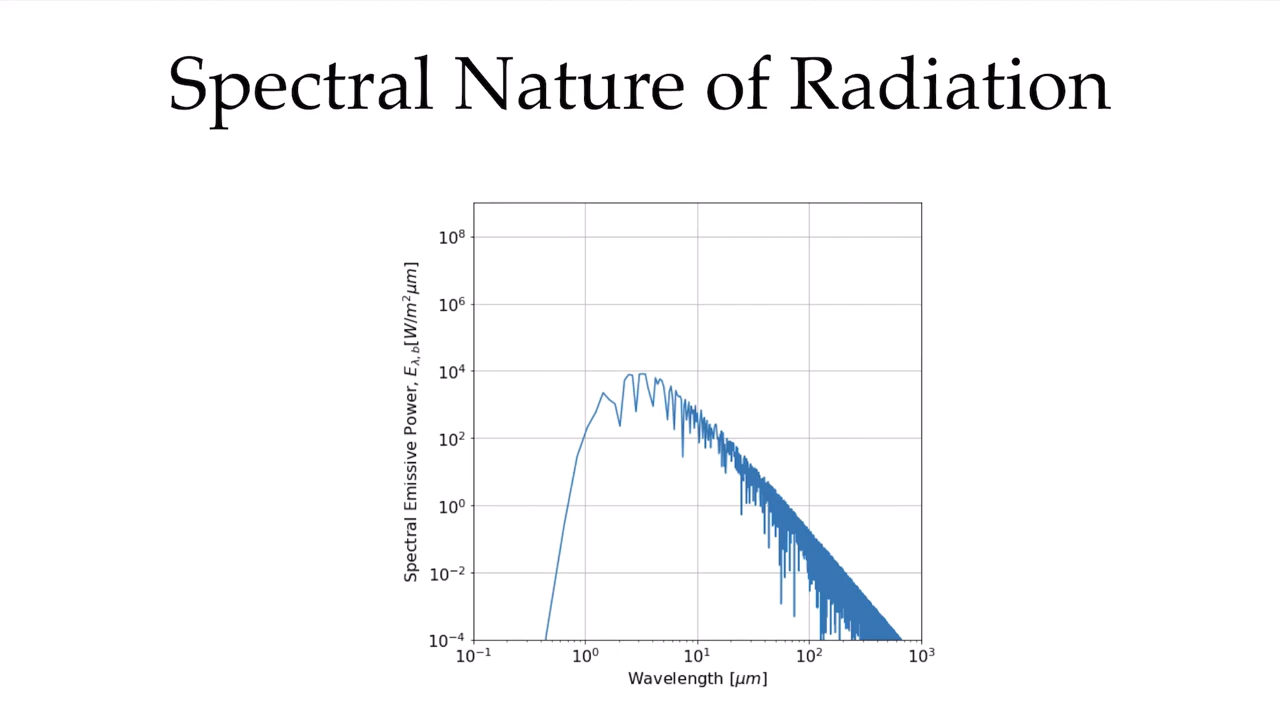 Spectral Nature of Radiation
10⁸
10⁶
10⁴
10²
10⁰
10⁻²
10⁻⁴
Spectral Emissive Power, E_{λ, b}[W/m²μm]
10⁻¹ 10⁰ 10¹ 10² 10³
Wavelength [μm]